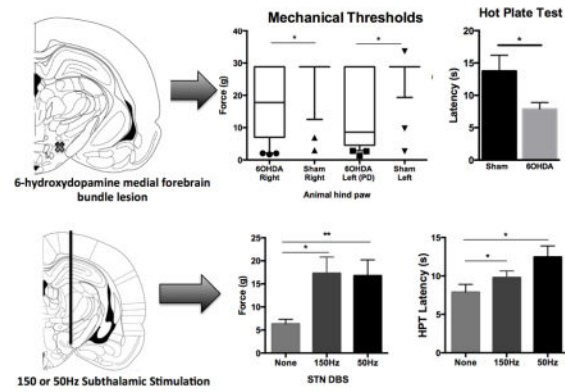 Mechanical Thresholds
Hot Plate Test
Force (g)
40
30
20
10
0
*
*
6OHDA Right
Sham Right
6OHDA Left (PD)
Sham Left
Animal hind paw
Latency (s)
20
15
10
5
0
*
Sham
6OHDA
6-hydroxydopamine medial forebrain
bundle lesion
Force (g)
25
20
15
10
5
0
**
*
None
150Hz
50Hz
STN DBS
HPT Latency (s)
15
10
5
0
*
*
None
150Hz
50Hz
150 or 50Hz Subthalamic Stimulation